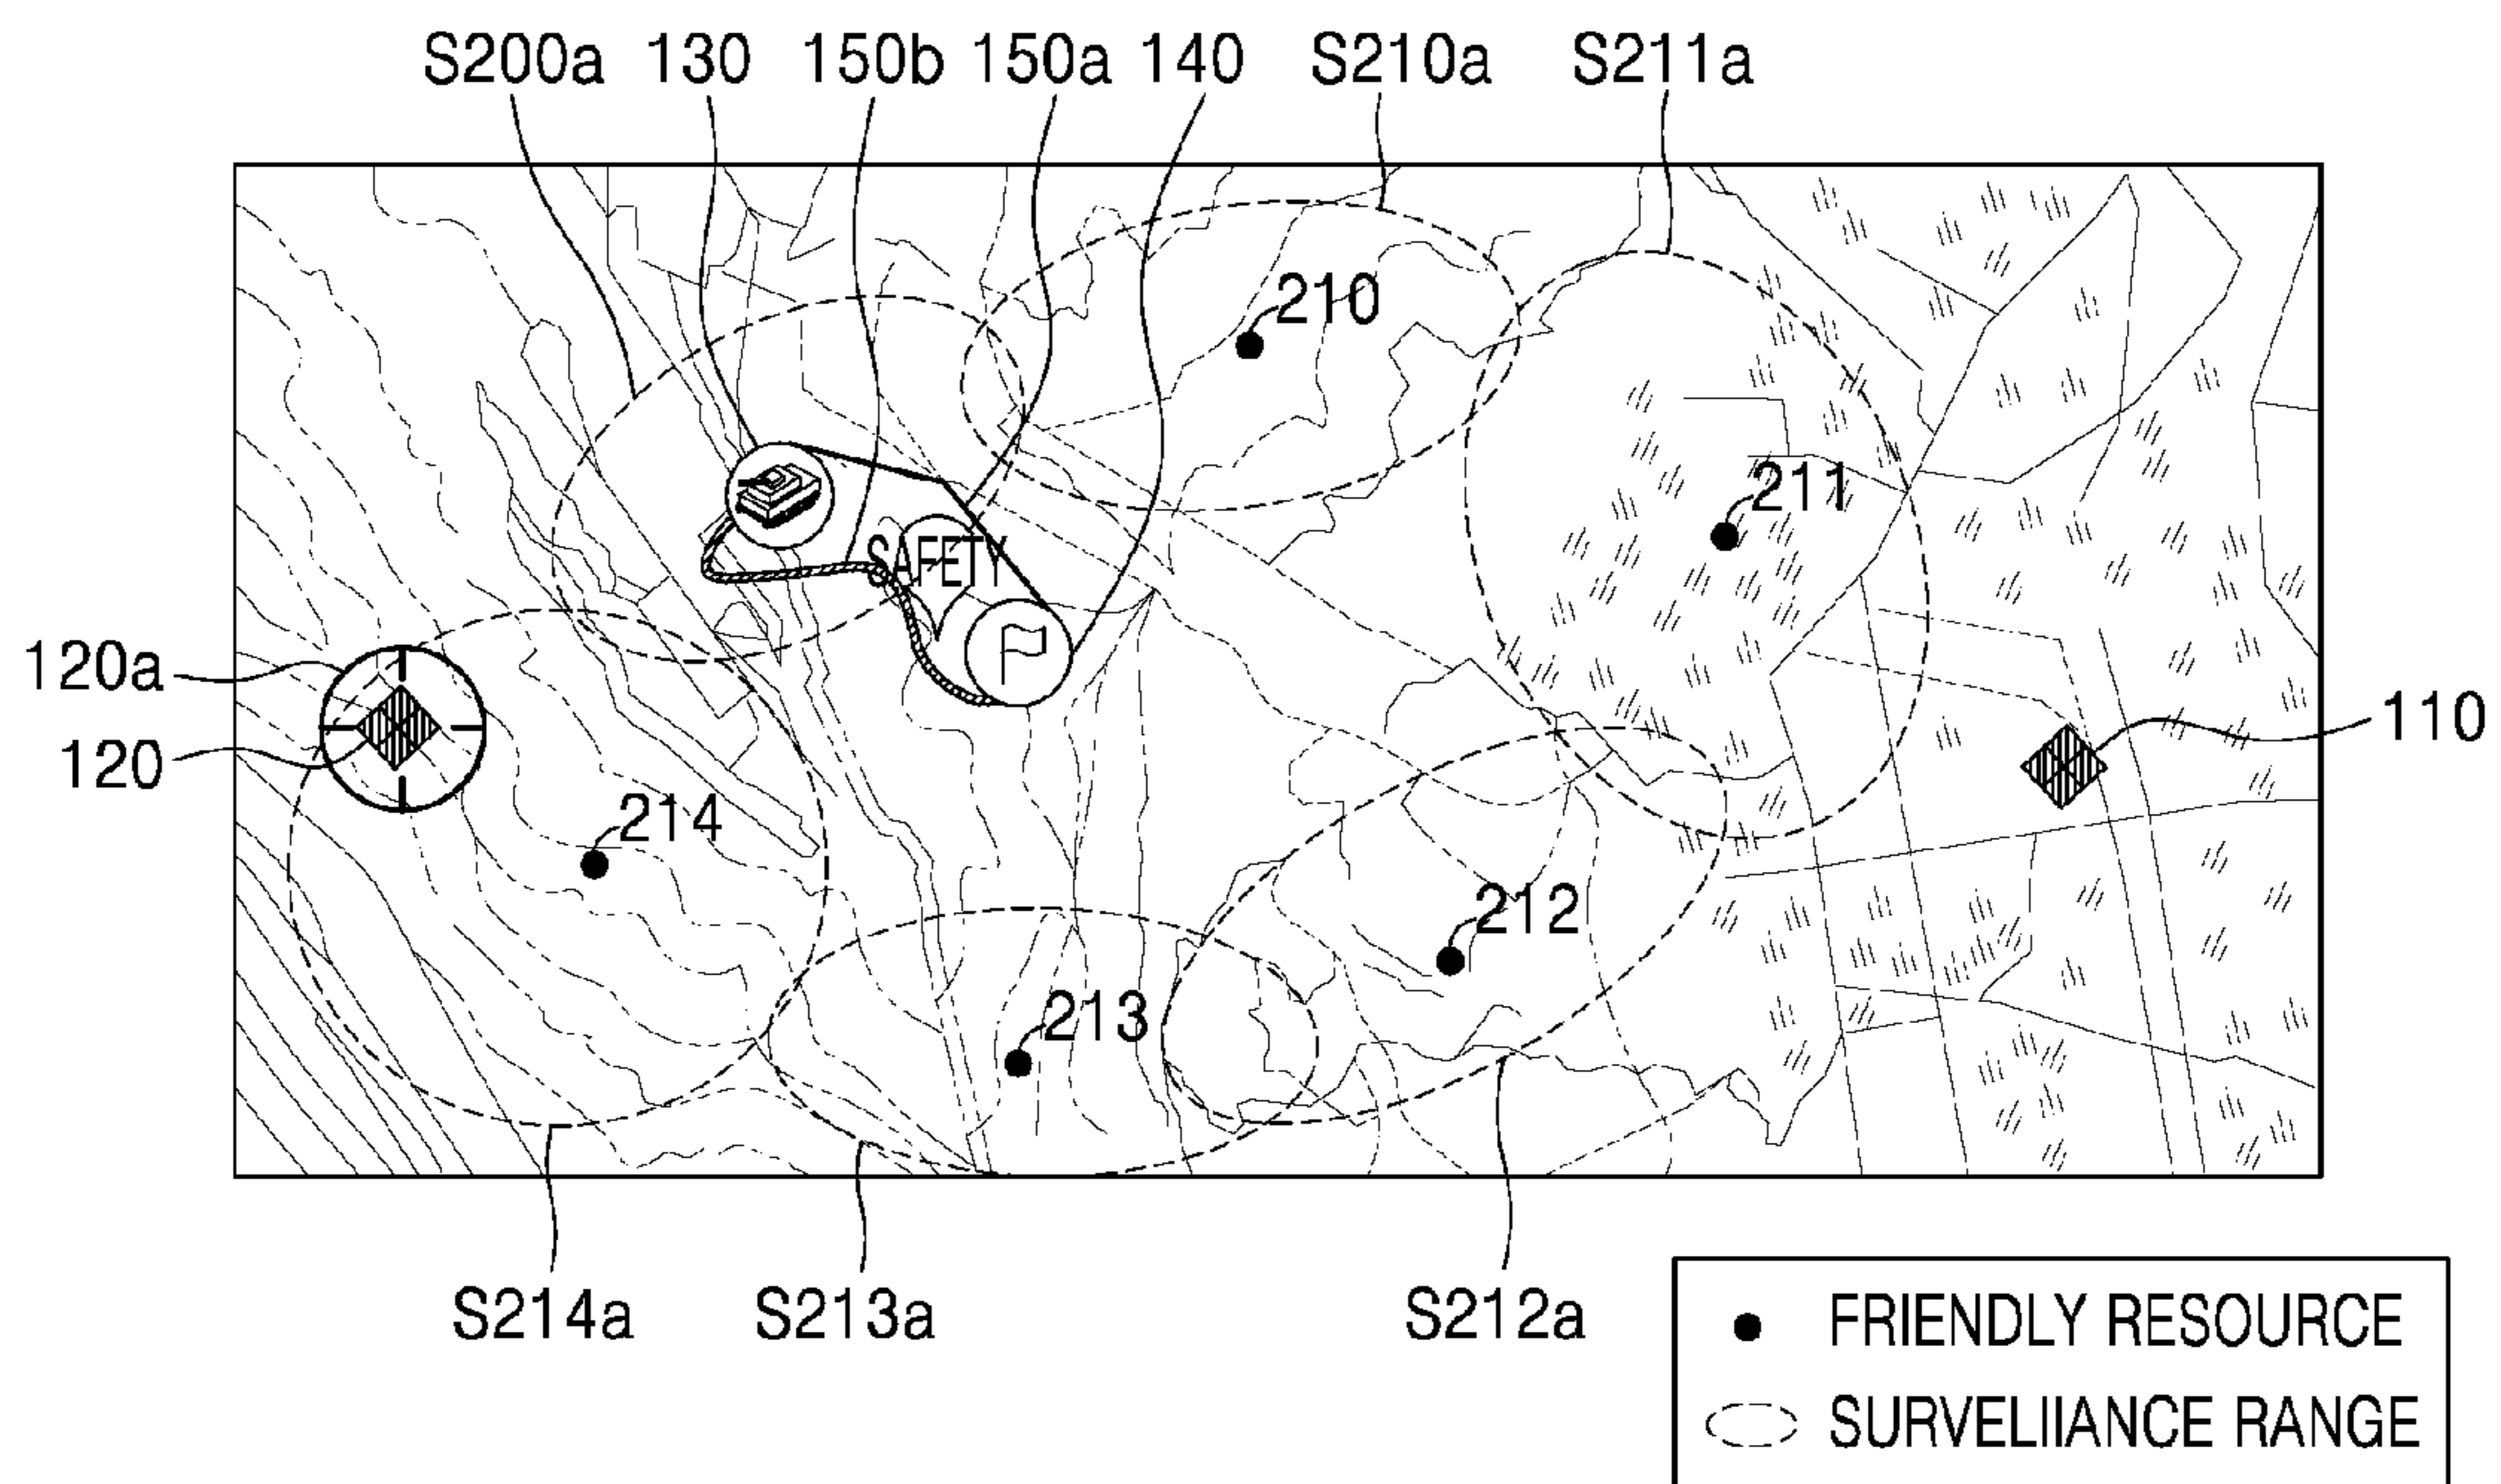 S200a 130 150b 150a 140 S210a S211a
210
211
SAFETY
120a
110
120
214
212
213
S214a S213a S212a
FRIENDLY RESOURCE
SURVELIIANCE RANGE